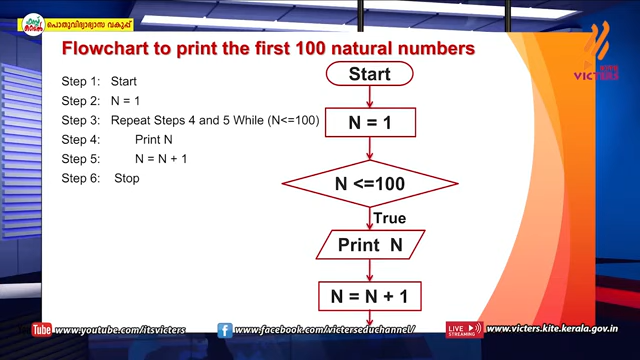 പൊതുവിദ്യാഭ്യാസ വകുപ്പ്
Flowchart to print the first 100 natural numbers
VICTERS
Step 1: Start
Step 2: N = 1
Step 3: Repeat Steps 4 and 5 While (N<=100)
Step 4: Print N
Step 5: N = N + 1
Step 6: Stop
Start
N = 1
N <=100
True
Print N
N = N + 1
You Tube www.youtube.com/itsvicters
f www.facebook.com/victerseduchannel/
LIVE STREAMING www.victers.kite.kerala.gov.in